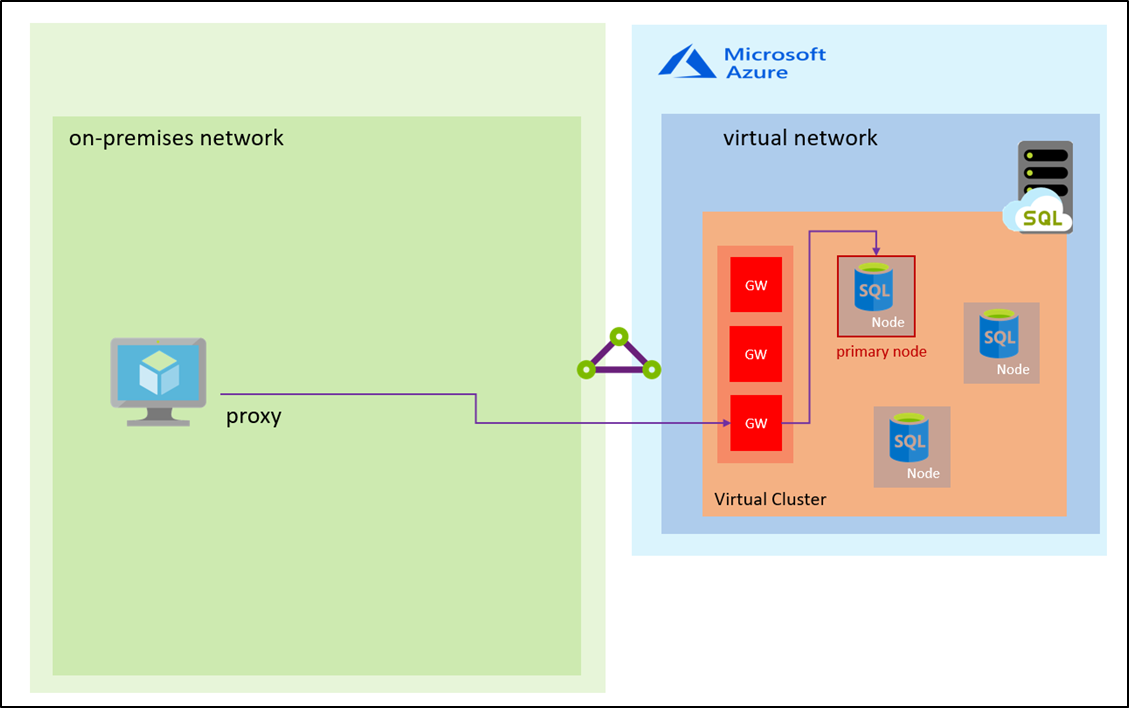 Microsoft
Azure
on-premises network
virtual network
SQL
GW
SQL
Node
primary node
SQL
Node
GW
proxy
GW
SQL
Node
Virtual Cluster